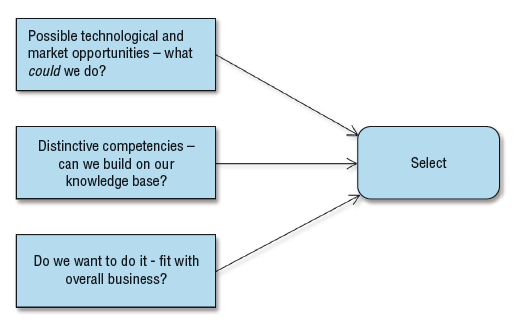 Possible technological and
market opportunities – what
could we do?
Distinctive competencies –
can we build on our
knowledge base?
Do we want to do it - fit with
overall business?
Select